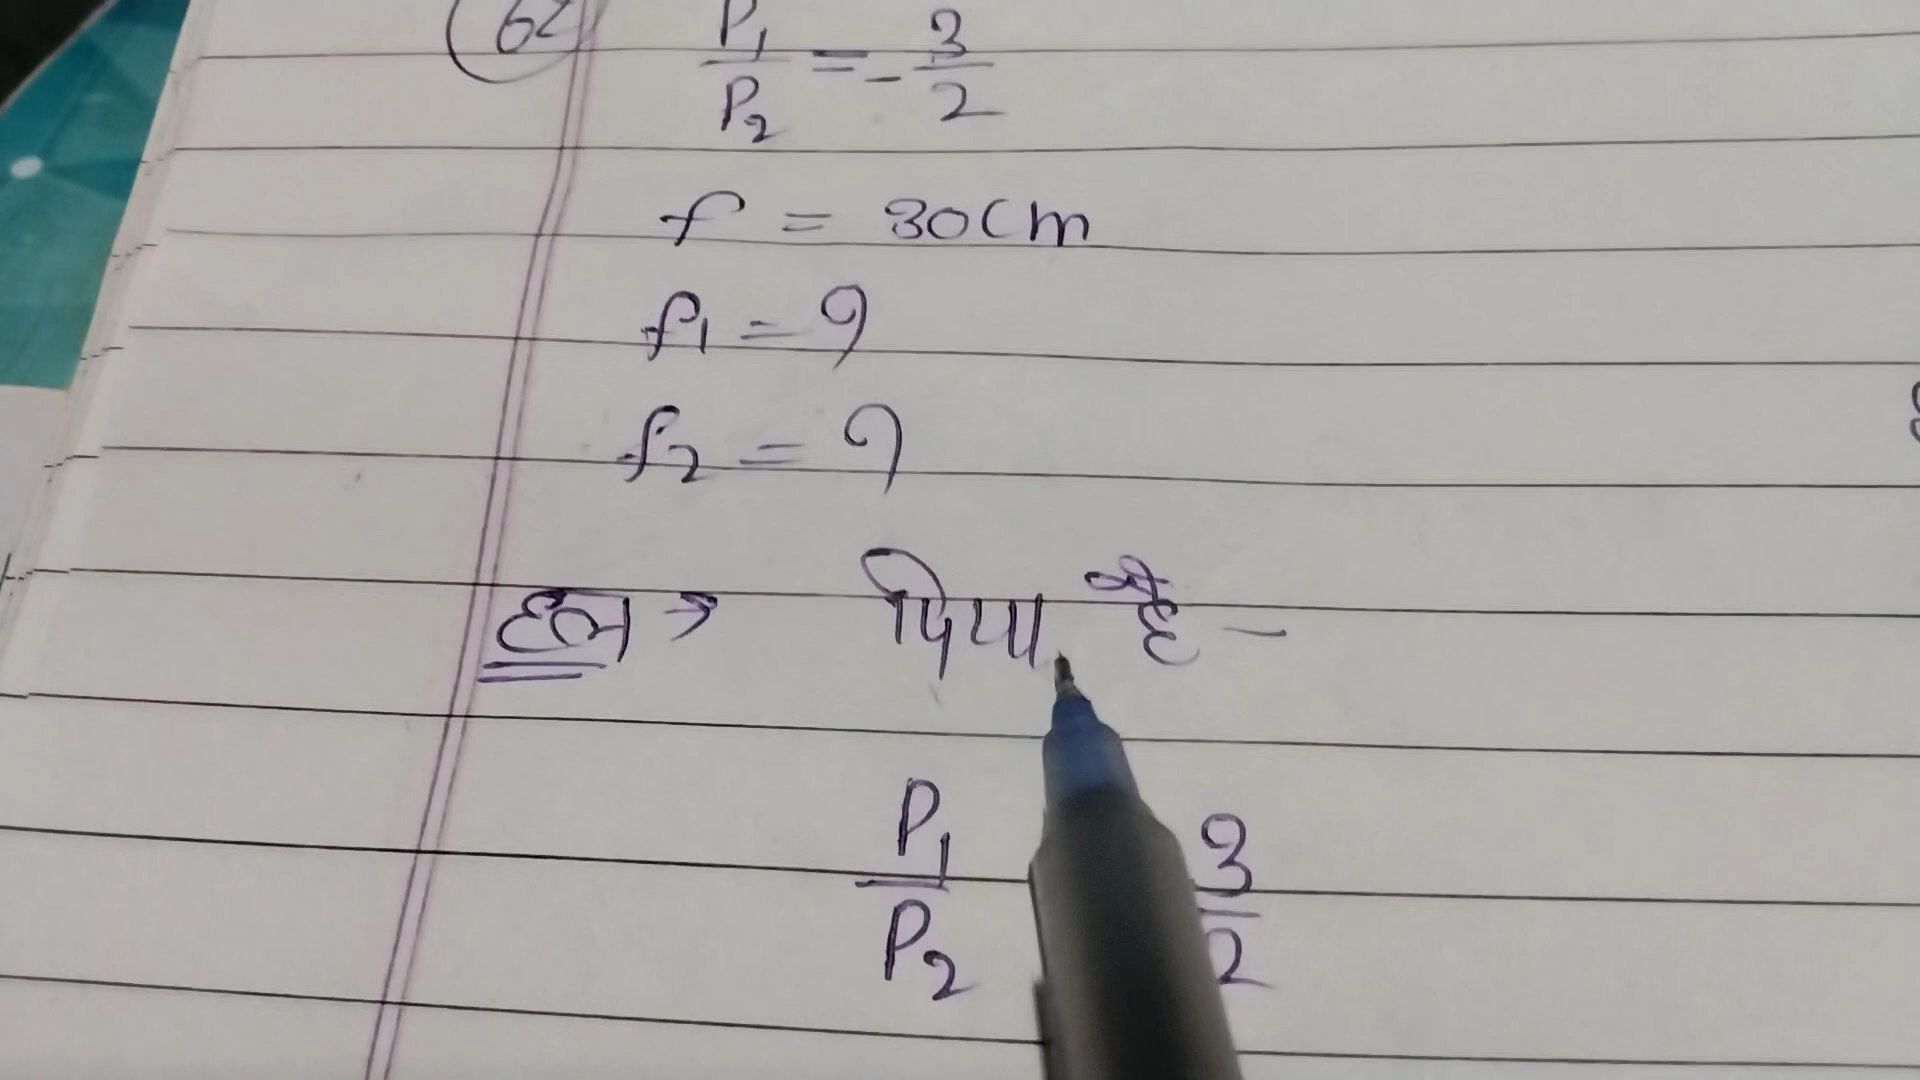 62
P₁/P₂ = - 3/2
f = 30cm
f₁ = ?
f₂ = ?
हल → दिया है -
P₁/P₂ 3/2